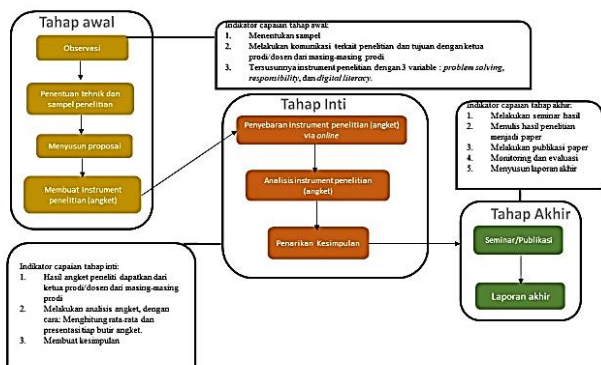 Tahap awal
Observasi
Penentuan tehnik dan
sampel penelitian
Menyusun proposal
Membuat Instrument
penelitian (angket)
Indikator capaian tahap awal:
1. Menentukan sampel
2. Melakukan komunikasi terkait penelitian dan tujuan dengan ketua
prodi/dosen dari masing-masing prodi
3. Tersusunnya instrument penelitian dengan 3 variable : problem solving,
responsibility, dan digital literacy.
Tahap Inti
Penyebaran Instrument penelitian (angket)
via online
Analisis instrument penelitian
(angket)
Penarikan Kesimpulan
Indikator capaian tahap akhir:
1. Melakukan seminar hasil
2. Menulis hasil penelitian
menjadi paper
3. Melakukan publikasi paper
4. Monitoring dan evaluasi
5. Menyusun laporan akhir
Tahap Akhir
Seminar/Publikasi
Laporan akhir
Indikator capaian tahap inti:
1. Hasil angket peneliti dapatkan dari
ketua prodi/dosen dari masing-masing
prodi
2. Melakukan analisis angket, dengan
cara: Menghitung rata-rata dan
presentasi tiap butir angket.
3. Membuat kesimpulan